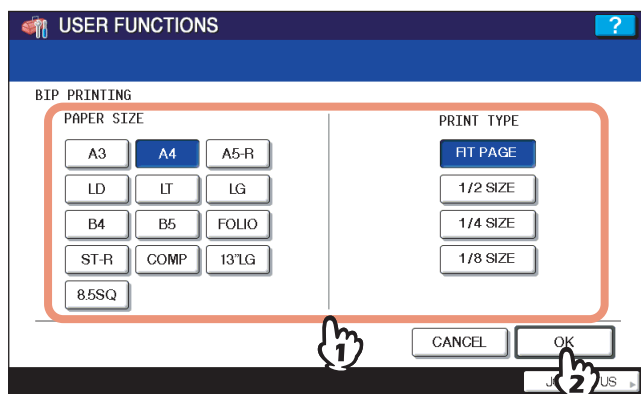 USER FUNCTIONS ?
BIP PRINTING
PAPER SIZE PRINT TYPE
A3 A4 A5-R FIT PAGE
LD LT LG 1/2 SIZE
B4 B5 FOLIO 1/4 SIZE
ST-R COMP 13"LG 1/8 SIZE
8.5SQ
1
CANCEL OK
2